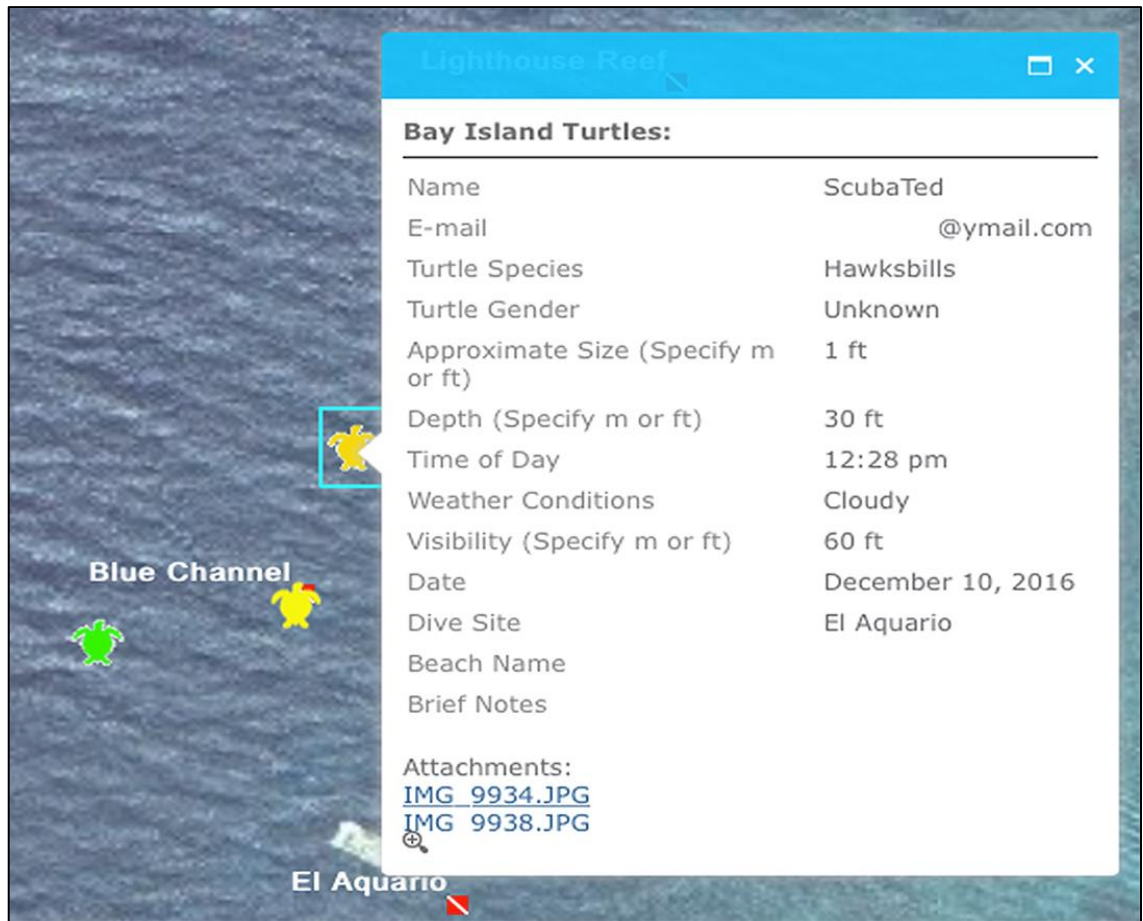 Lighthouse Reef
Bay Island Turtles:
Name ScubaTed
E-mail @ymail.com
Turtle Species Hawksbills
Turtle Gender Unknown
Approximate Size (Specify m 1 ft
or ft)
Depth (Specify m or ft) 30 ft
Time of Day 12:28 pm
Weather Conditions Cloudy
Visibility (Specify m or ft) 60 ft
Date December 10, 2016
Dive Site El Aquario
Beach Name
Brief Notes
Attachments:
IMG_9934.JPG
IMG_9938.JPG
Blue Channel
El Aquario